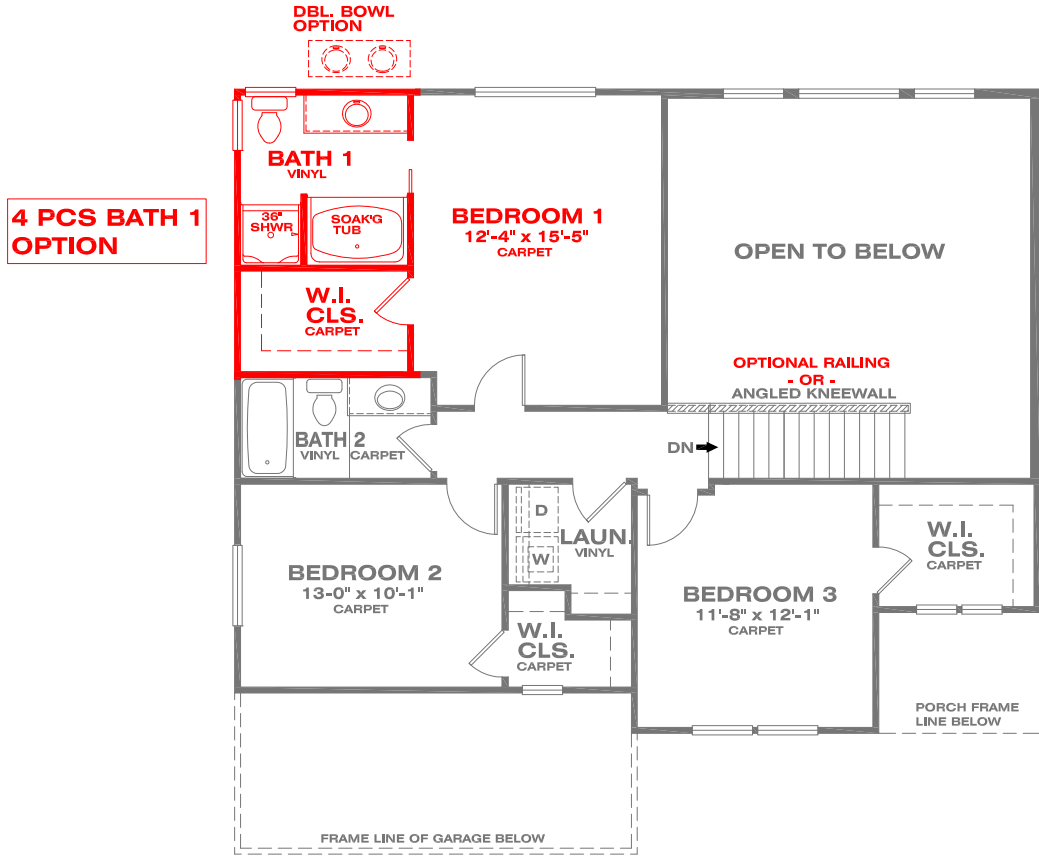 DBL. BOWL
OPTION
BATH 1
VINYL
4 PCS BATH 1
OPTION
36"
SHWR
SOAK'G
TUB
BEDROOM 1
12'-4" x 15'-5"
CARPET
OPEN TO BELOW
W.I.
CLS.
CARPET
OPTIONAL RAILING
- OR -
ANGLED KNEEWALL
BATH 2
VINYL
CARPET
DN
D
W
LAUN.
VINYL
BEDROOM 2
13-0" x 10'-1"
CARPET
W.I.
CLS.
CARPET
BEDROOM 3
11'-8" x 12'-1"
CARPET
W.I.
CLS.
CARPET
PORCH FRAME
LINE BELOW
FRAME LINE OF GARAGE BELOW